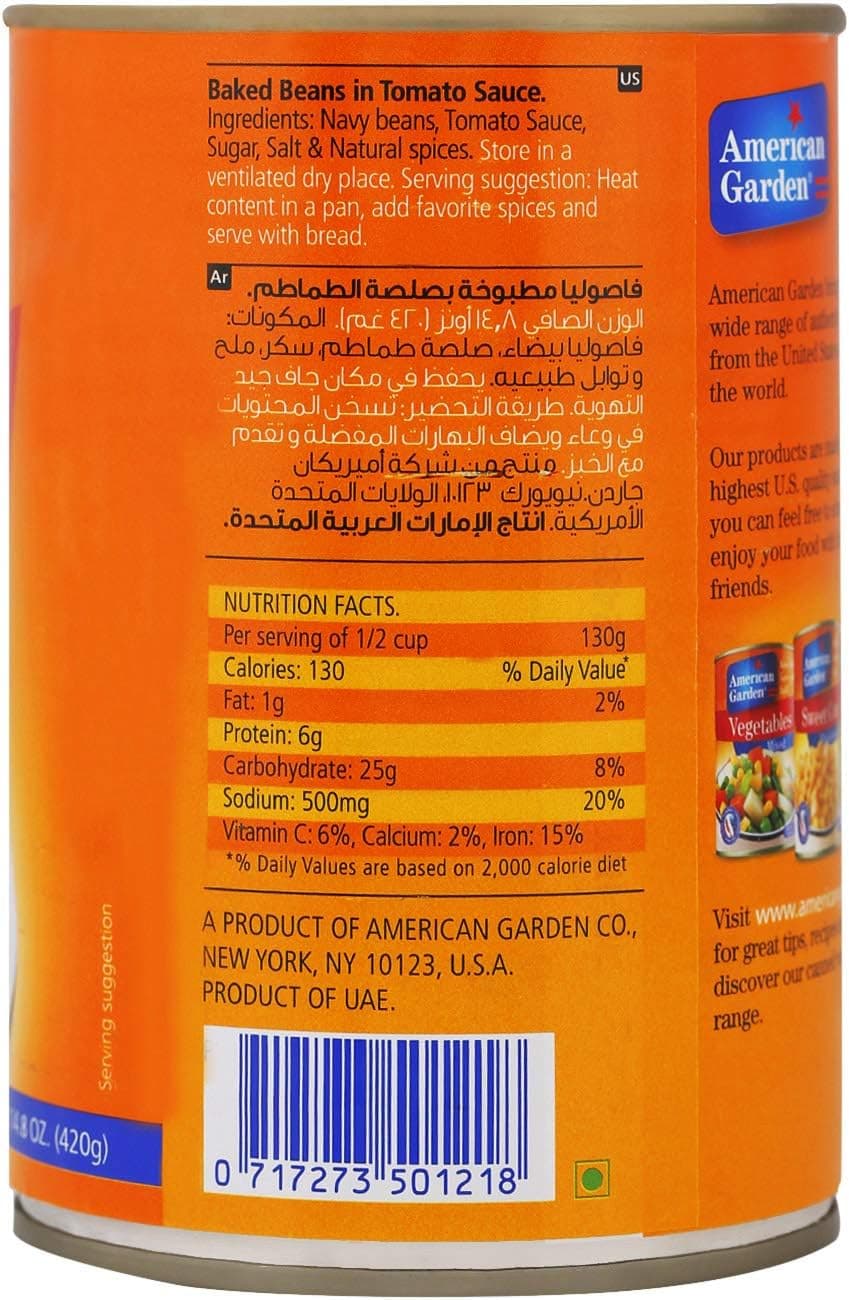 US
Baked Beans in Tomato Sauce.
Ingredients: Navy beans, Tomato Sauce,
Sugar, Salt & Natural spices. Store in a
ventilated dry place. Serving suggestion: Heat
content in a pan, add favorite spices and
serve with bread.
Ar
فاصوليا مطبوخة بصلصة الطماطم.
الوزن الصافي ١٤,٨ أونز (٤٢٠ غم). المكونات:
فاصوليا بيضاء، صلصة طماطم، سكر، ملح
و توابل طبيعيه. يحفظ في مكان جاف جيد
التهوية. طريقة التحضير: تسخن المحتويات
في وعاء ويضاف البهارات المفضلة و تقدم
مع الخبز. منتج من شركة أميريكان
جاردن، نيويورك ١٠١٢٣، الولايات المتحدة
الأمريكية. انتاج الإمارات العربية المتحدة.
NUTRITION FACTS.
Per serving of 1/2 cup 130g
Calories: 130 % Daily Value*
Fat: 1g 2%
Protein: 6g
Carbohydrate: 25g 8%
Sodium: 500mg 20%
Vitamin C: 6%, Calcium: 2%, Iron: 15%
*% Daily Values are based on 2,000 calorie diet
A PRODUCT OF AMERICAN GARDEN CO.,
NEW YORK, NY 10123, U.S.A.
PRODUCT OF UAE.
0 717273 501218
Serving suggestion
4.8 OZ. (420g)
American
Garden
American Garden
wide range of
from the United
the world.
Our products are
highest U.S. quality
you can feel free
enjoy your food
friends.
American
Garden
Vegetables
Mixed
Sweet
Visit www.
for great tips,
discover our
range.